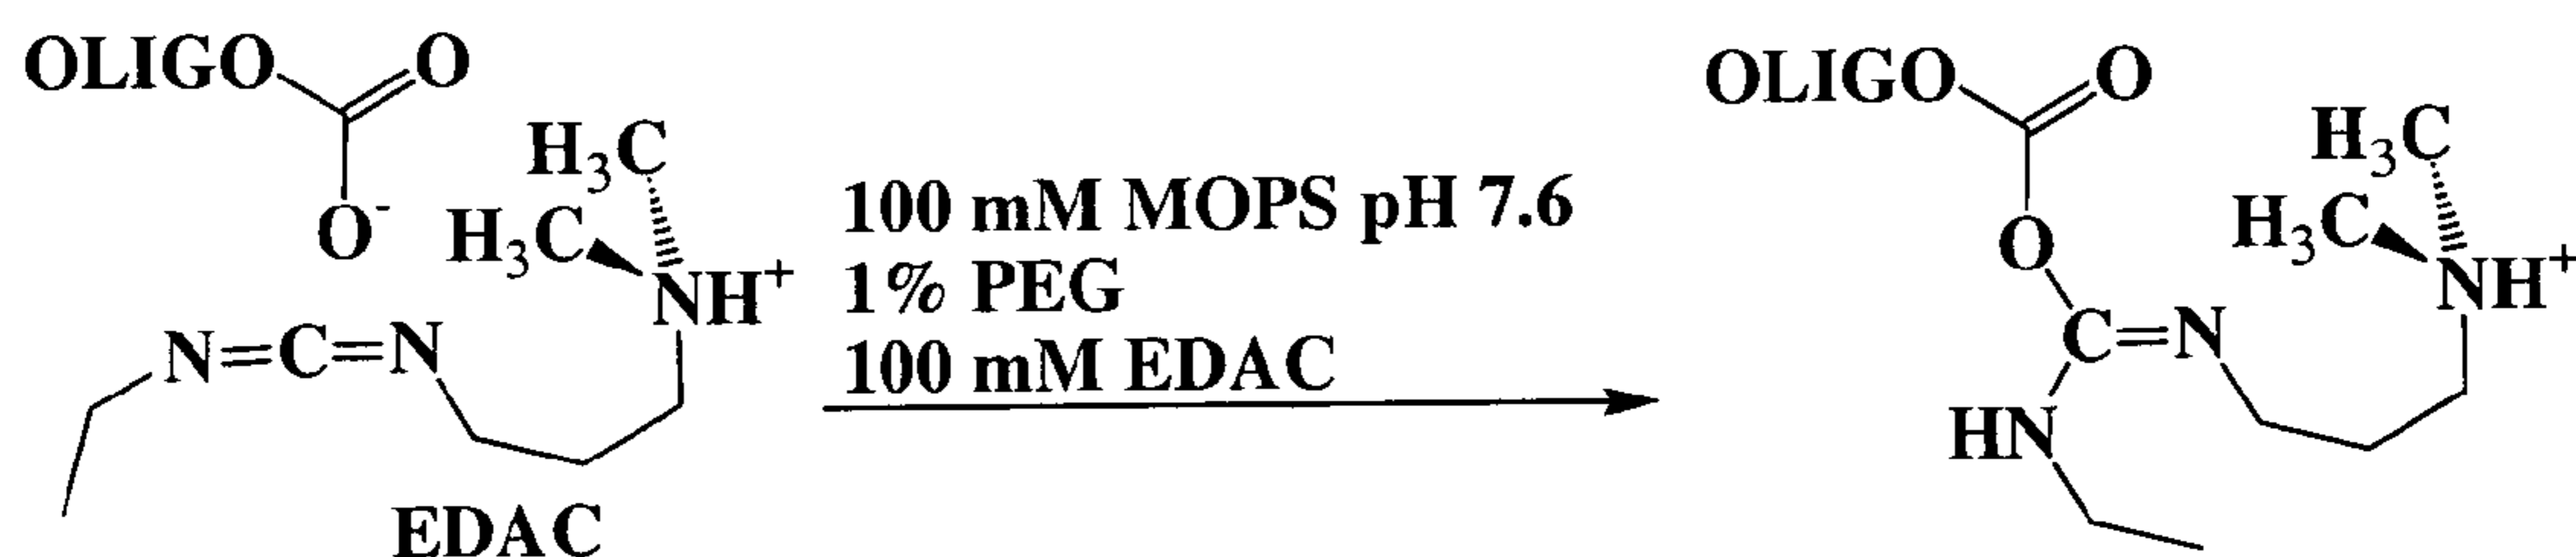 OLIGO
O
O-
H3C
H3C
NH+
N=C=N
EDAC
100 mM MOPS pH 7.6
1% PEG
100 mM EDAC
OLIGO
O
O
H3C
H3C
NH+
C=N
HN